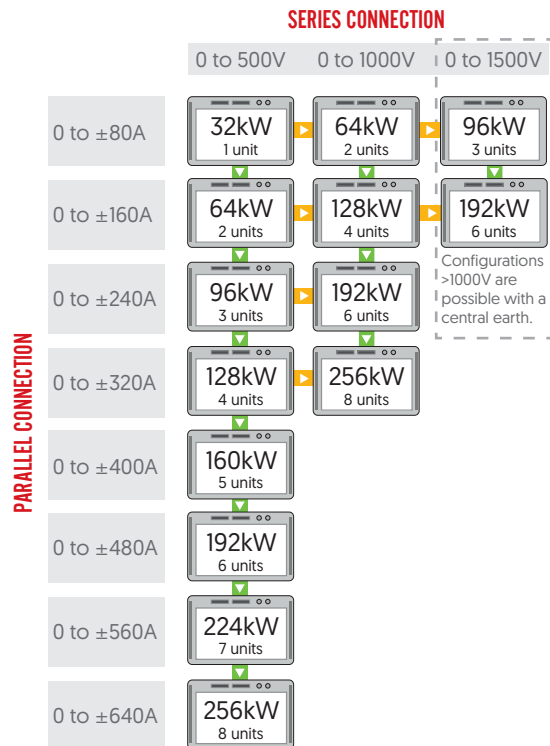 SERIES CONNECTION
0 to 500V 0 to 1000V 0 to 1500V
0 to ±80A
32kW
1 unit
64kW
2 units
96kW
3 units
0 to ±160A
64kW
2 units
128kW
4 units
192kW
6 units
Configurations
>1000V are
possible with a
central earth.
0 to ±240A
96kW
3 units
192kW
6 units
0 to ±320A
128kW
4 units
256kW
8 units
PARALLEL CONNECTION
0 to ±400A
160kW
5 units
0 to ±480A
192kW
6 units
0 to ±560A
224kW
7 units
0 to ±640A
256kW
8 units